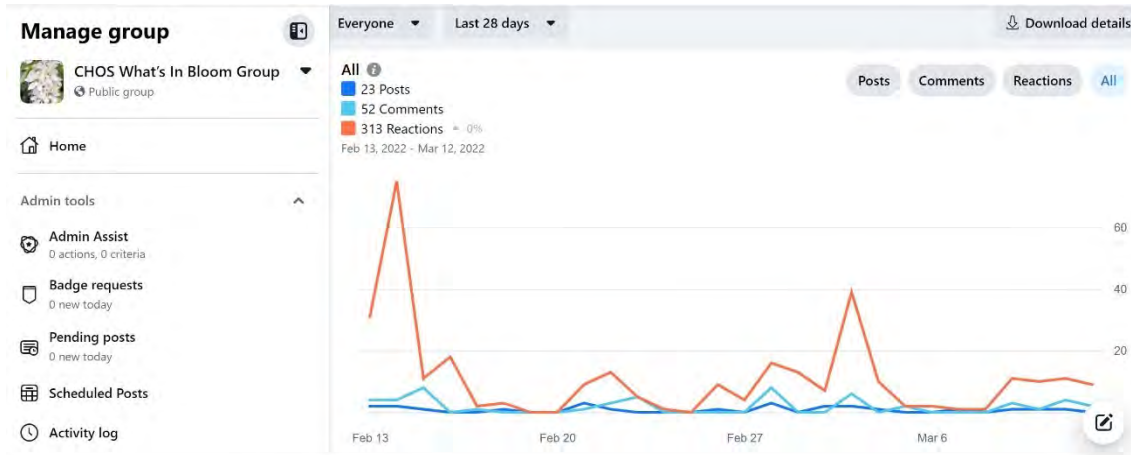 Manage group
CHOS What's In Bloom Group
Public group
Home
Admin tools
Admin Assist
0 actions, 0 criteria
Badge requests
0 new today
Pending posts
0 new today
Scheduled Posts
Activity log
Everyone
Last 28 days
Download details
All
23 Posts
52 Comments
313 Reactions = 0%
Feb 13, 2022 - Mar 12, 2022
Posts Comments Reactions All
60
40
20
Feb 13 Feb 20 Feb 27 Mar 6